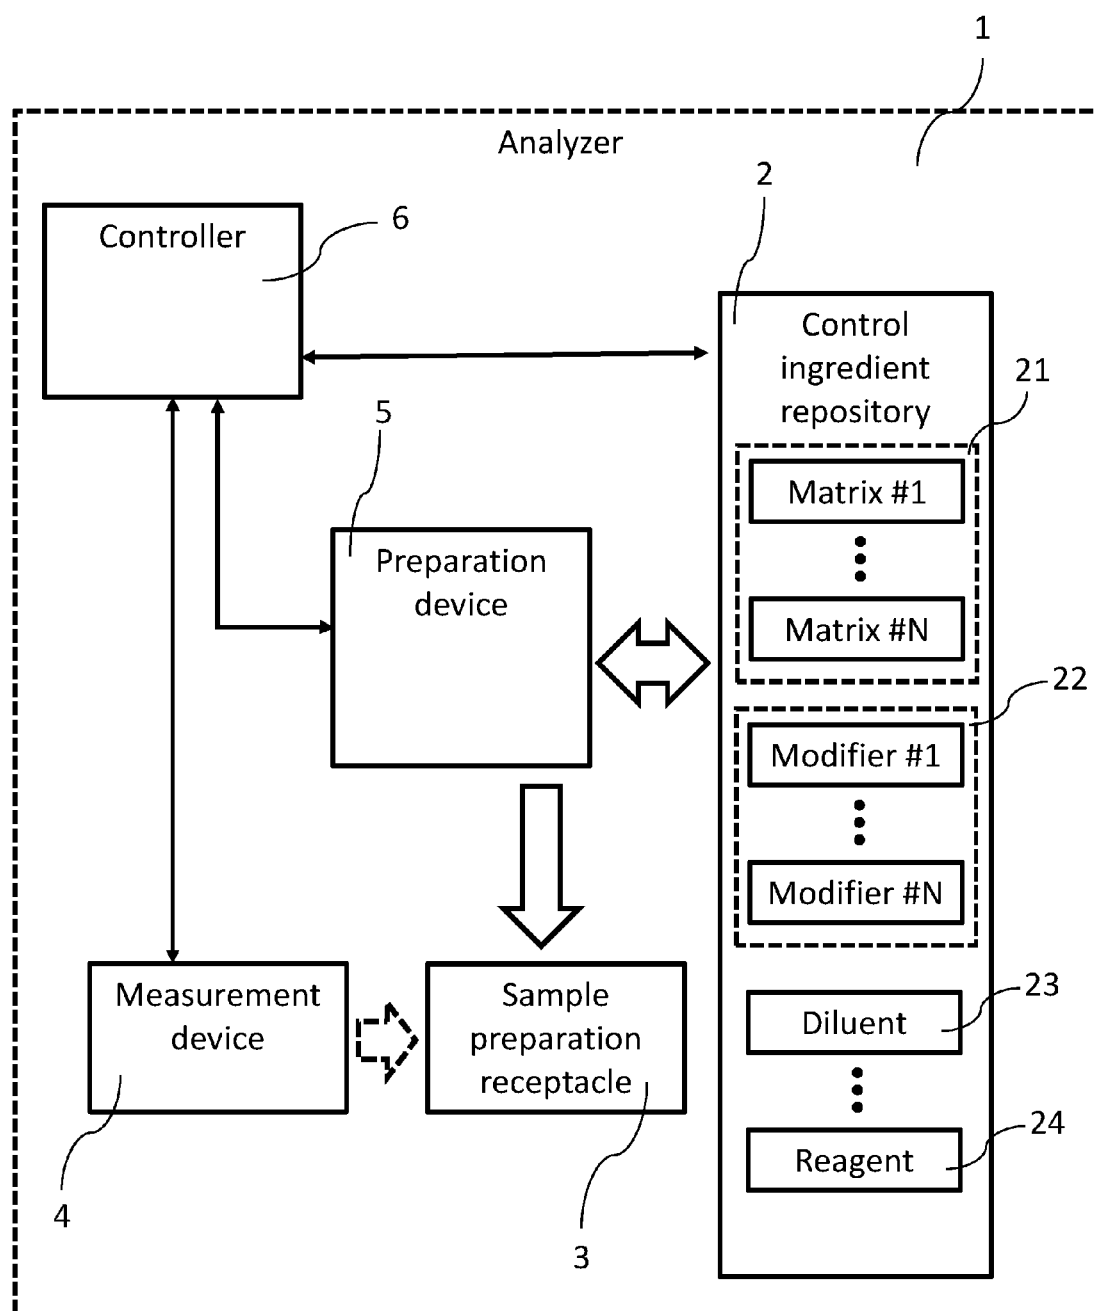 1
Analyzer
2
6
Controller
Control
ingredient
repository
21
5
Matrix #1
Preparation
device
Matrix #N
22
Modifier #1
Modifier #N
Measurement
device
Sample
preparation
receptacle
23
Diluent
24
Reagent
4
3